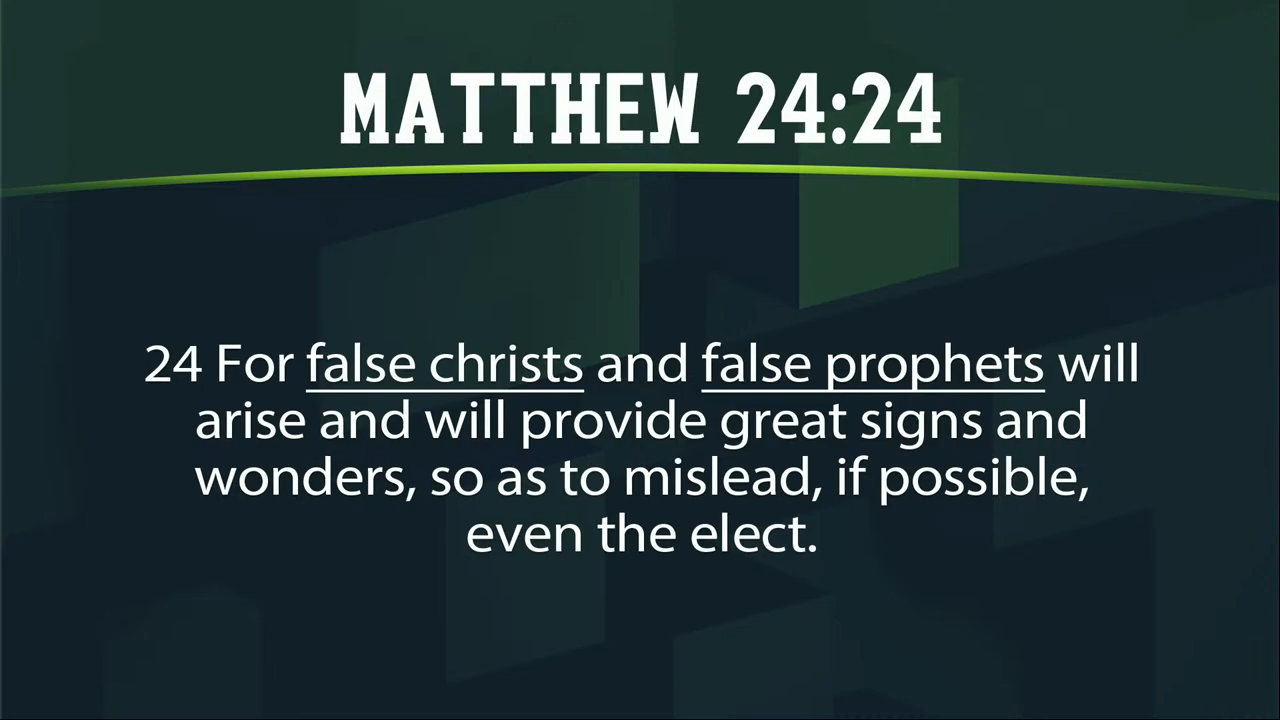 MATTHEW 24:24
24 For false christs and false prophets will
arise and will provide great signs and
wonders, so as to mislead, if possible,
even the elect.